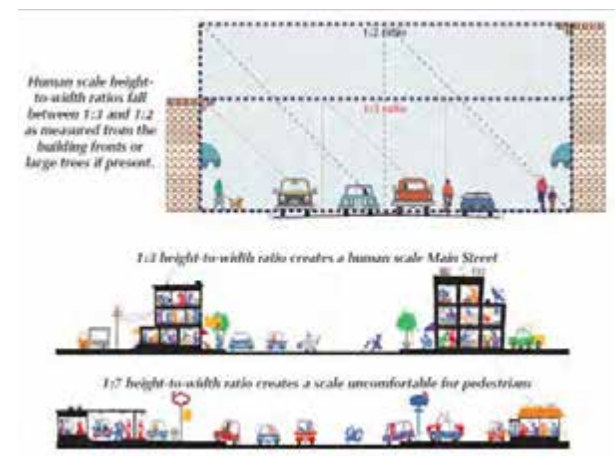 1:2 ratio
Human scale height-
to-width ratios fall
between 1:3 and 1:2
as measured from the
building fronts or
large trees if present.
1:3 ratio
1:3 height-to-width ratio creates a human scale Main Street
1:7 height-to-width ratio creates a scale uncomfortable for pedestrians